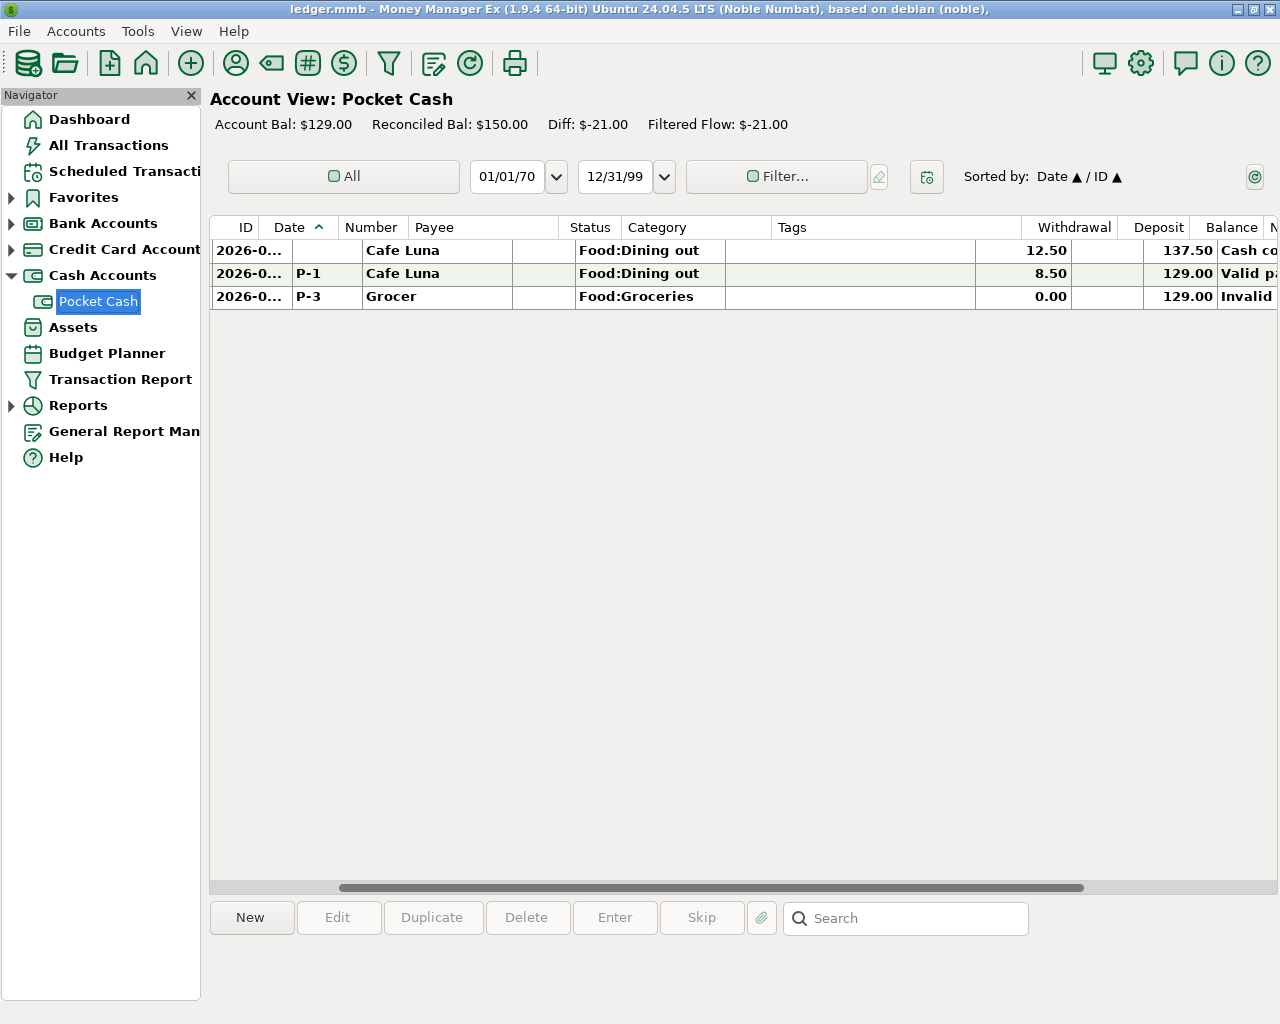 ledger.mmb - Money Manager Ex (1.9.4 64-bit) Ubuntu 24.04.5 LTS (Noble Numbat), based on debian (noble),
File Accounts Tools View Help
Navigator
Dashboard
All Transactions
Scheduled Transacti
Favorites
Bank Accounts
Credit Card Account
Cash Accounts
Pocket Cash
Assets
Budget Planner
Transaction Report
Reports
General Report Man
Help
Account View: Pocket Cash
Account Bal: $129.00 Reconciled Bal: $150.00 Diff: $-21.00 Filtered Flow: $-21.00
All 01/01/70 12/31/99 Filter... Sorted by: Date ▲ / ID ▲
ID Date Number Payee Status Category Tags Withdrawal Deposit Balance N
2026-0... Cafe Luna Food:Dining out 12.50 137.50 Cash co
2026-0... P-1 Cafe Luna Food:Dining out 8.50 129.00 Valid pa
2026-0... P-3 Grocer Food:Groceries 0.00 129.00 Invalid
New Edit Duplicate Delete Enter Skip Search